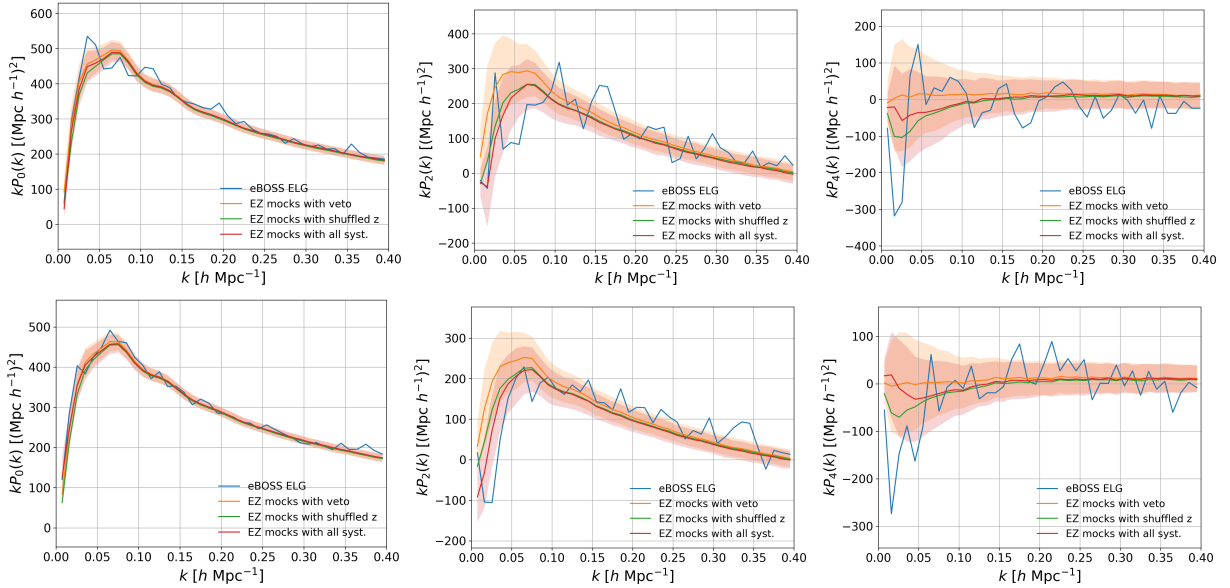 600
500
400
300
200
100
0
kP₀(k) [(Mpc h⁻¹)²]
eBOSS ELG
EZ mocks with veto
EZ mocks with shuffled z
EZ mocks with all syst.
0.00 0.05 0.10 0.15 0.20 0.25 0.30 0.35 0.40
k [h Mpc⁻¹]
400
300
200
100
0
−100
−200
kP₂(k) [(Mpc h⁻¹)²]
eBOSS ELG
EZ mocks with veto
EZ mocks with shuffled z
EZ mocks with all syst.
0.00 0.05 0.10 0.15 0.20 0.25 0.30 0.35 0.40
k [h Mpc⁻¹]
200
100
0
−100
−200
−300
−400
kP₄(k) [(Mpc h⁻¹)²]
eBOSS ELG
EZ mocks with veto
EZ mocks with shuffled z
EZ mocks with all syst.
0.00 0.05 0.10 0.15 0.20 0.25 0.30 0.35 0.40
k [h Mpc⁻¹]
500
400
300
200
100
0
kP₀(k) [(Mpc h⁻¹)²]
eBOSS ELG
EZ mocks with veto
EZ mocks with shuffled z
EZ mocks with all syst.
0.00 0.05 0.10 0.15 0.20 0.25 0.30 0.35 0.40
k [h Mpc⁻¹]
300
200
100
0
−100
−200
kP₂(k) [(Mpc h⁻¹)²]
eBOSS ELG
EZ mocks with veto
EZ mocks with shuffled z
EZ mocks with all syst.
0.00 0.05 0.10 0.15 0.20 0.25 0.30 0.35 0.40
k [h Mpc⁻¹]
100
0
−100
−200
−300
kP₄(k) [(Mpc h⁻¹)²]
eBOSS ELG
EZ mocks with veto
EZ mocks with shuffled z
EZ mocks with all syst.
0.00 0.05 0.10 0.15 0.20 0.25 0.30 0.35 0.40
k [h Mpc⁻¹]